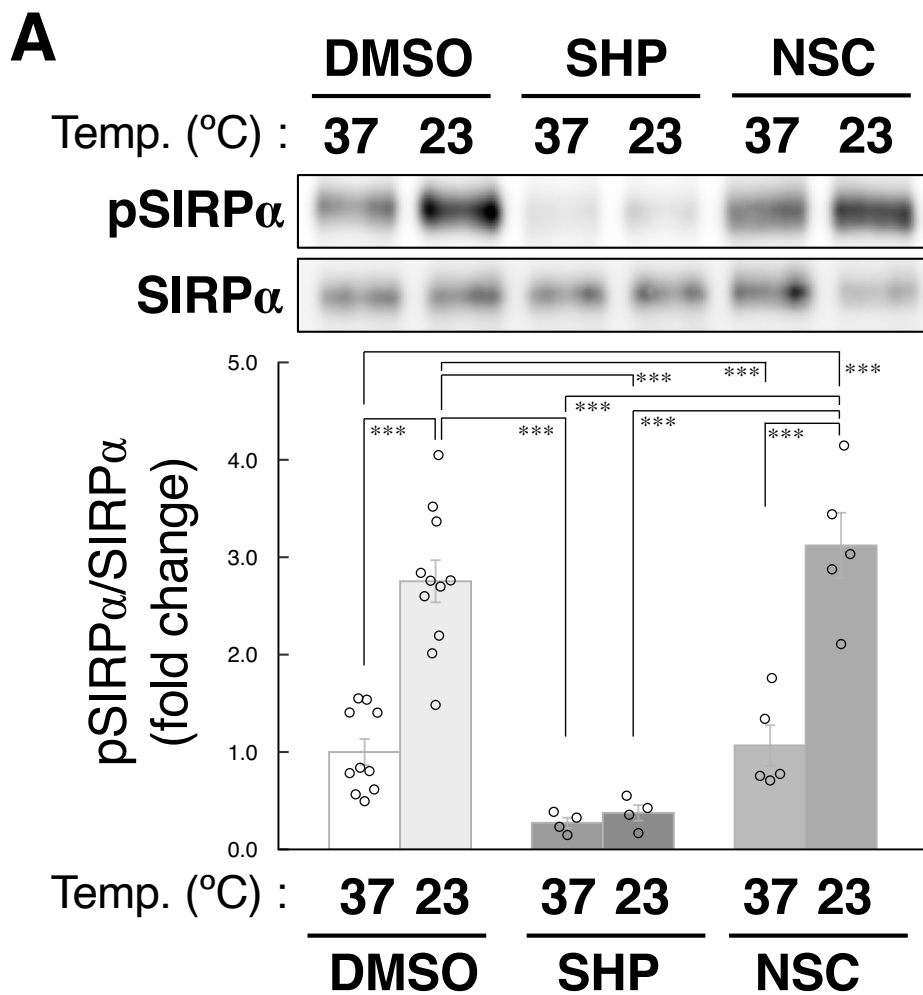 A
DMSO SHP NSC
Temp. (ºC) : 37 23 37 23 37 23
pSIRPα
SIRPα
pSIRPα/SIRPα
(fold change)
5.0
4.0
3.0
2.0
1.0
0.0
***
***
***
***
***
***
***
***
Temp. (ºC) : 37 23 37 23 37 23
DMSO SHP NSC